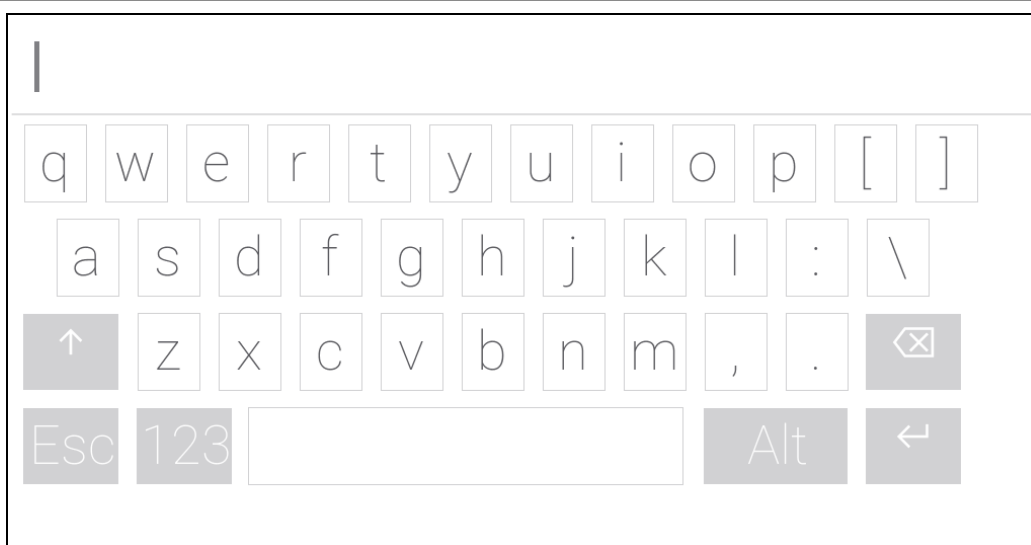 q w e r t y u i o p [ ]
a s d f g h j k l : \
↑ z x c v b n m , . ⌫
Esc 123 Alt ↵